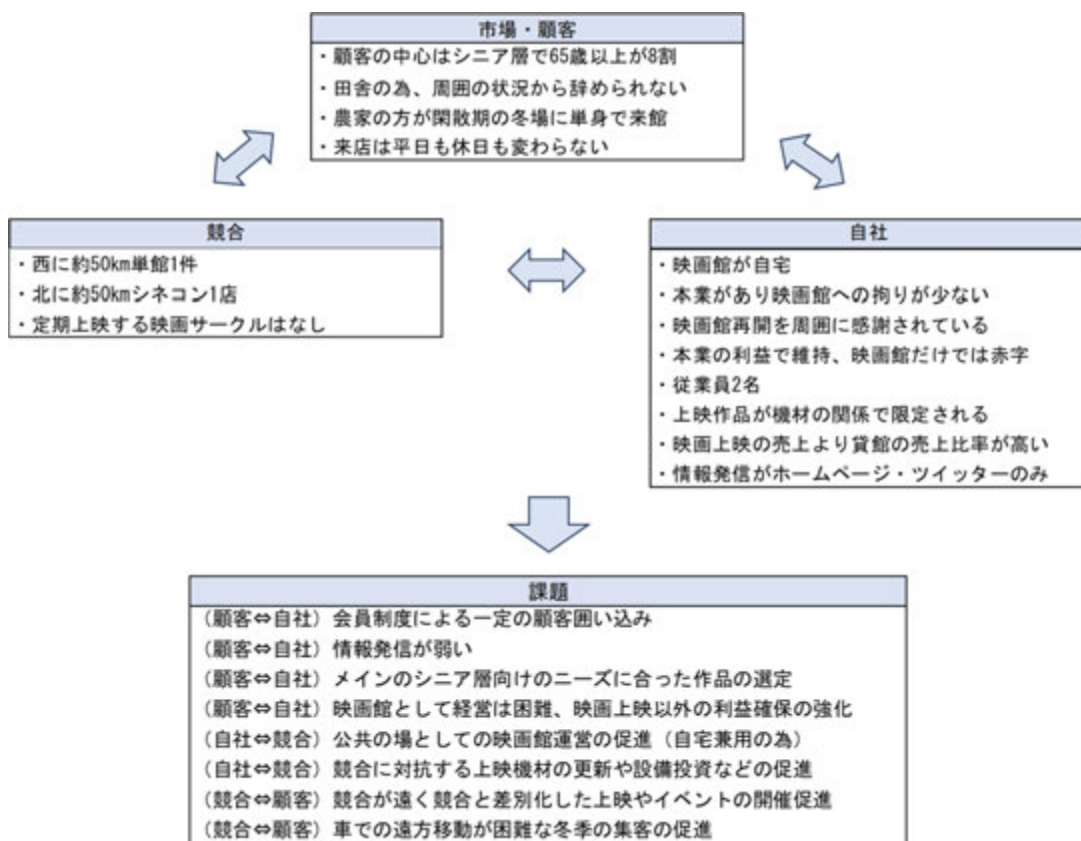 市場・顧客
・顧客の中心はシニア層で65歳以上が8割
・田舎の為、周囲の状況から辞められない
・農家の方が閑散期の冬場に単身で来館
・来店は平日も休日も変わらない
競合
・西に約50km単館1件
・北に約50kmシネコン1店
・定期上映する映画サークルはなし
自社
・映画館が自宅
・本業があり映画館への拘りが少ない
・映画館再開を周囲に感謝されている
・本業の利益で維持、映画館だけでは赤字
・従業員2名
・上映作品が機材の関係で限定される
・映画上映の売上より貸館の売上比率が高い
・情報発信がホームページ・ツイッターのみ
課題
（顧客⇔自社）会員制度による一定の顧客囲い込み
（顧客⇔自社）情報発信が弱い
（顧客⇔自社）メインのシニア層向けのニーズに合った作品の選定
（顧客⇔自社）映画館として経営は困難、映画上映以外の利益確保の強化
（自社⇔競合）公共の場としての映画館運営の促進（自宅兼用の為）
（自社⇔競合）競合に対抗する上映機材の更新や設備投資などの促進
（競合⇔顧客）競合が遠く競合と差別化した上映やイベントの開催促進
（競合⇔顧客）車での遠方移動が困難な冬季の集客の促進